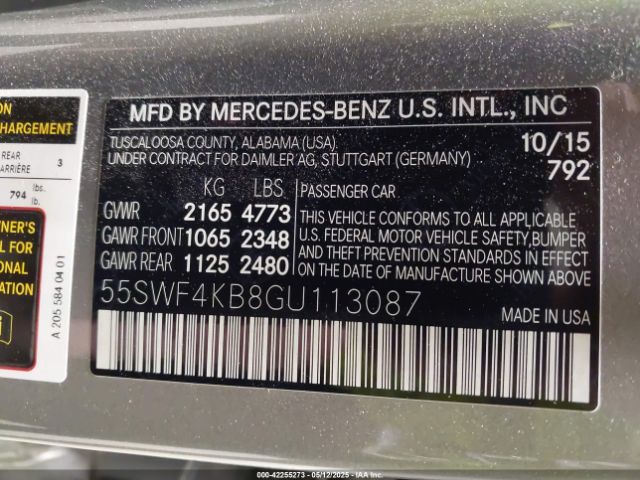 ON
HARGEMENT
REAR 3
ARRIÈRE
794 lbs.
lb.
WNER'S
L FOR
ONAL
ATION
A 205 584 04 01
MFD BY MERCEDES-BENZ U.S. INTL., INC
TUSCALOOSA COUNTY, ALABAMA (USA). 10/15
UNDER CONTRACT FOR DAIMLER AG, STUTTGART (GERMANY) 792
KG LBS PASSENGER CAR
GWR 2165 4773
GAWR FRONT 1065 2348
GAWR REAR 1125 2480
THIS VEHICLE CONFORMS TO ALL APPLICABLE
U.S. FEDERAL MOTOR VEHICLE SAFETY,BUMPER
AND THEFT PREVENTION STANDARDS IN EFFECT
ON THE DATE OF MANUFACTURE SHOWN ABOVE.
55SWF4KB8GU113087
MADE IN USA
000-42255273 - 05/12/2025 - IAA Inc.